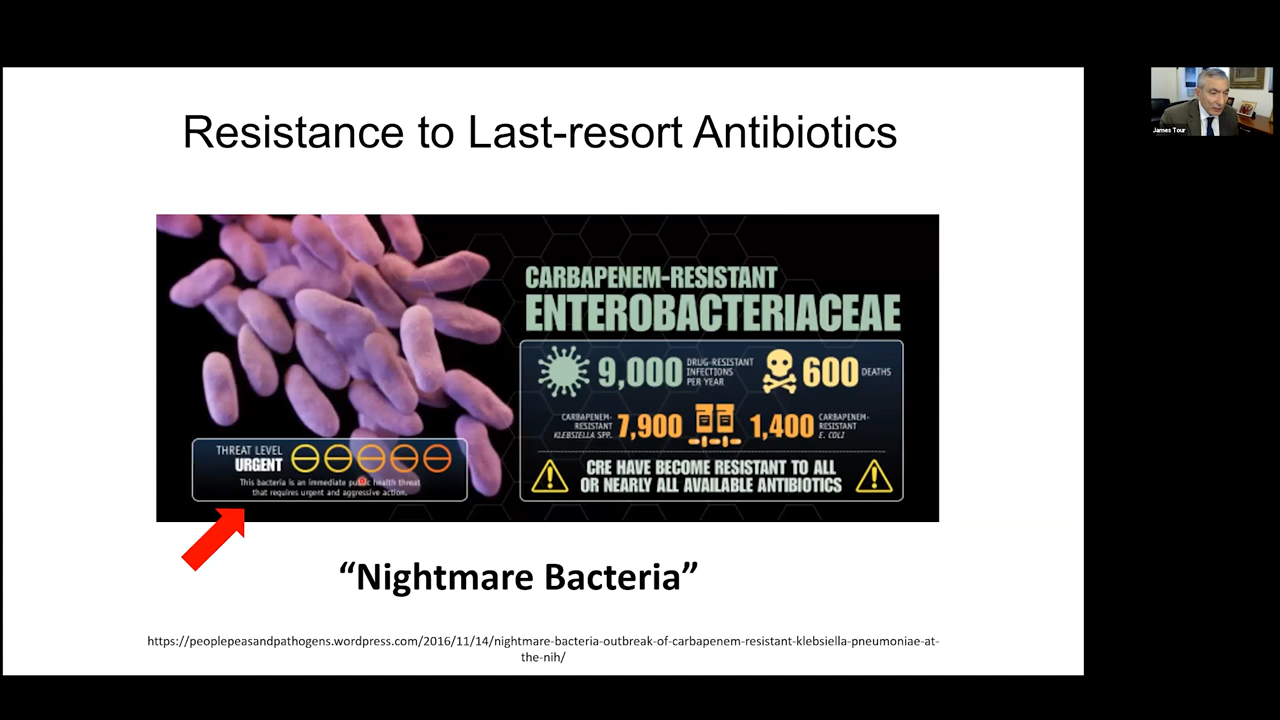 Resistance to Last-resort Antibiotics
CARBAPENEM-RESISTANT
ENTEROBACTERIACEAE
9,000 DRUG-RESISTANT
INFECTIONS
PER YEAR
600 DEATHS
CARBAPENEM-
RESISTANT
KLEBSIELLA SPP.
7,900
1,400
CARBAPENEM-
RESISTANT
E. COLI
CRE HAVE BECOME RESISTANT TO ALL
OR NEARLY ALL AVAILABLE ANTIBIOTICS
THREAT LEVEL
URGENT
This bacteria is an immediate public health threat
that requires urgent and aggressive action.
“Nightmare Bacteria”
https://peoplepeasandpathogens.wordpress.com/2016/11/14/nightmare-bacteria-outbreak-of-carbapenem-resistant-klebsiella-pneumoniae-at-
the-nih/
James Tour